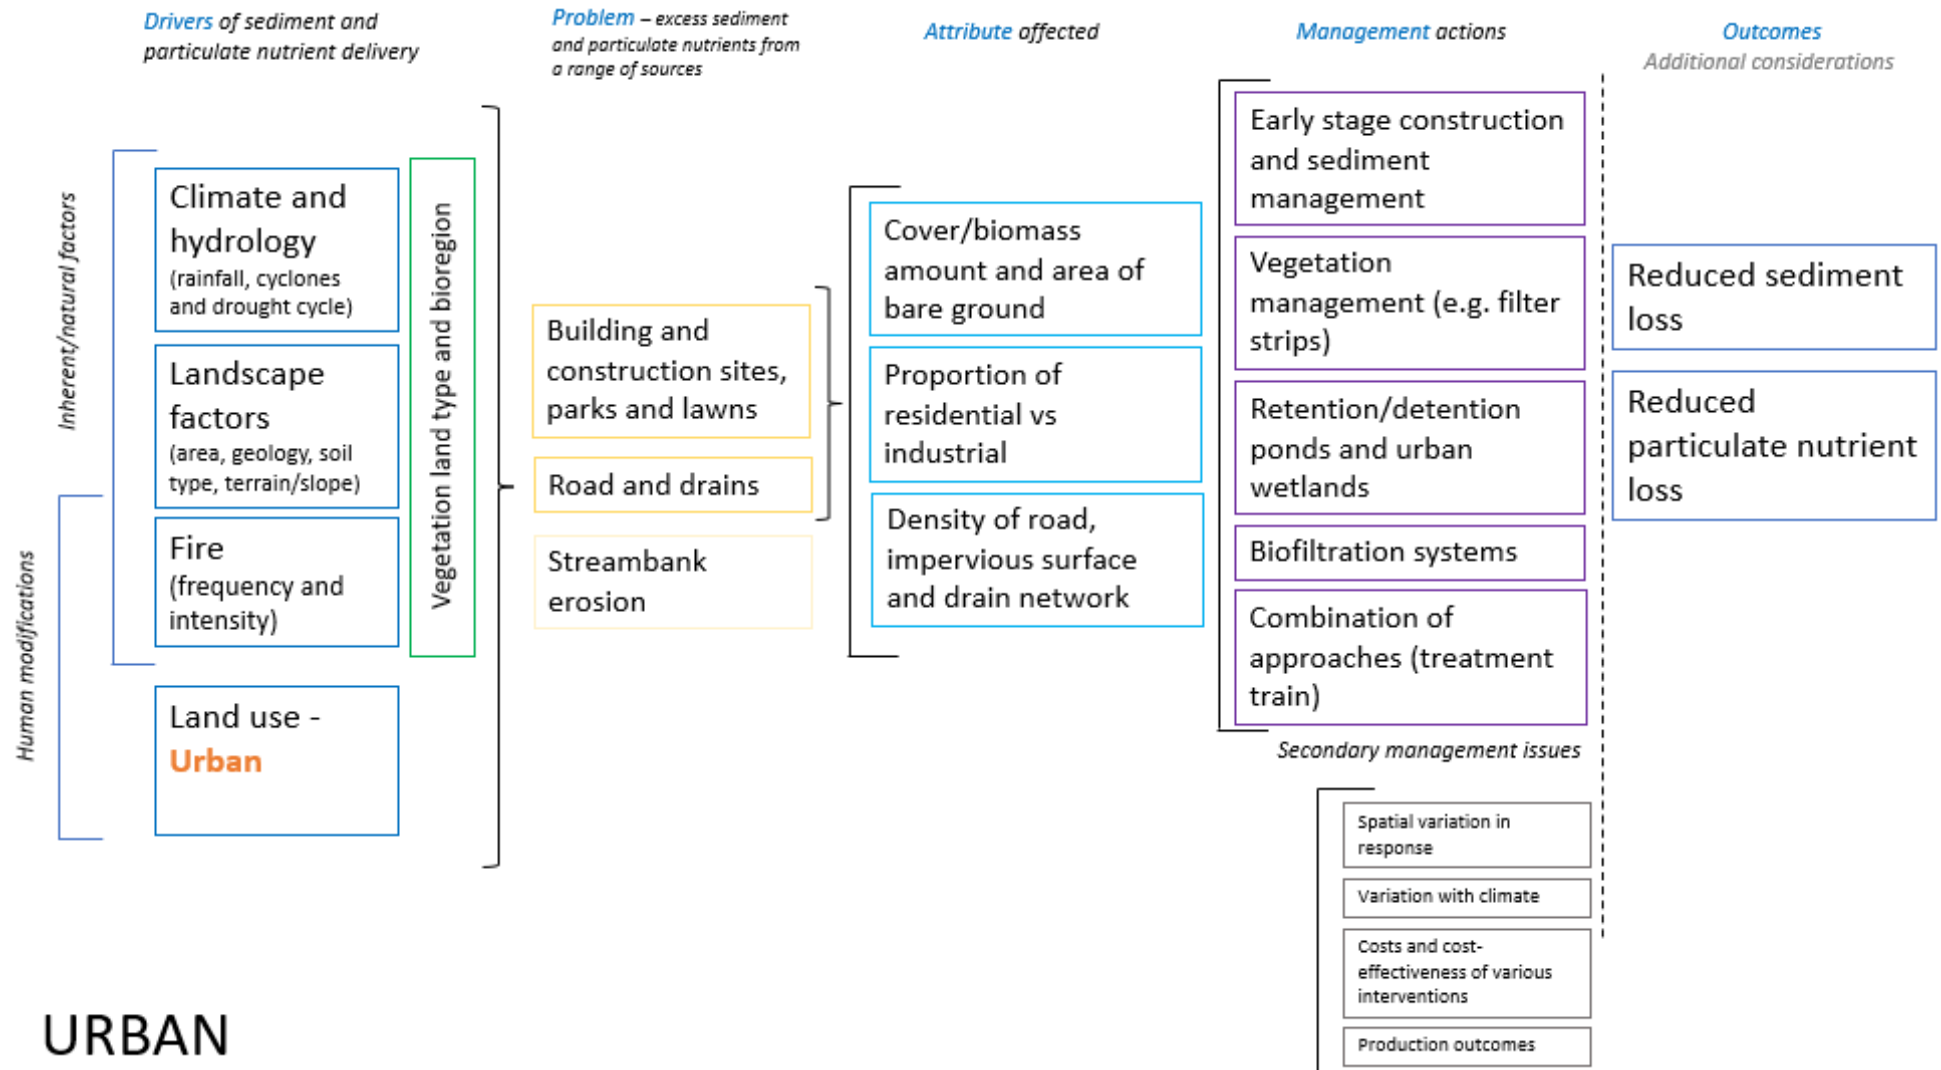 Drivers of sediment and
particulate nutrient delivery
Problem – excess sediment
and particulate nutrients from
a range of sources
Attribute affected
Management actions
Outcomes
Additional considerations
Inherent/natural factors
Human modifications
Climate and
hydrology
(rainfall, cyclones
and drought cycle)
Landscape
factors
(area, geology, soil
type, terrain/slope)
Fire
(frequency and
intensity)
Land use -
Urban
Vegetation land type and bioregion
Building and
construction sites,
parks and lawns
Road and drains
Streambank
erosion
Cover/biomass
amount and area of
bare ground
Proportion of
residential vs
industrial
Density of road,
impervious surface
and drain network
Early stage construction
and sediment
management
Vegetation
management (e.g. filter
strips)
Retention/detention
ponds and urban
wetlands
Biofiltration systems
Combination of
approaches (treatment
train)
Secondary management issues
Spatial variation in
response
Variation with climate
Costs and cost-
effectiveness of various
interventions
Production outcomes
Reduced sediment
loss
Reduced
particulate nutrient
loss
URBAN